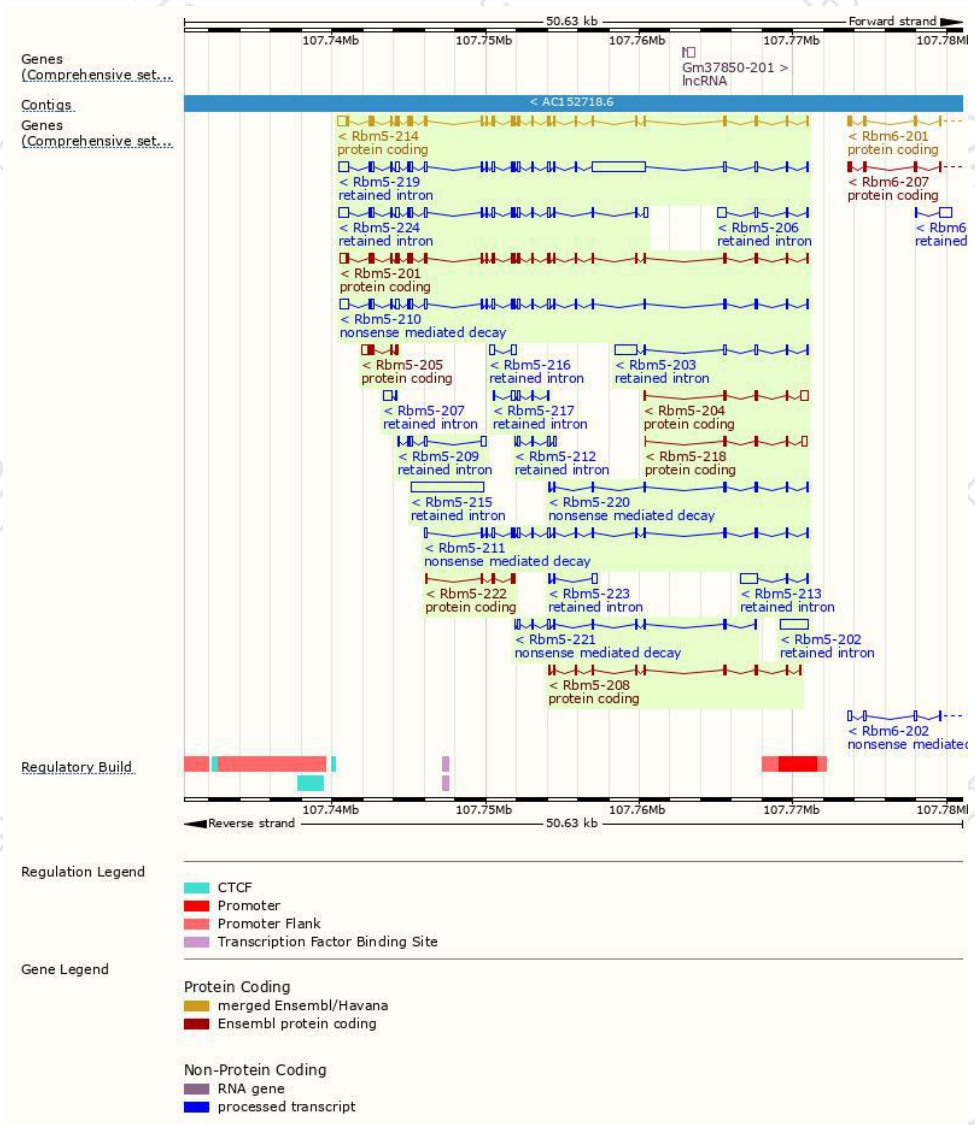 50.63 kb
Forward strand
107.74Mb 107.75Mb 107.76Mb 107.77Mb 107.78Mb
Genes
(Comprehensive set...
Gm37850-201 >
lncRNA
Contigs
< AC152718.6
Genes
(Comprehensive set...
< Rbm5-214
protein coding
< Rbm6-201
protein coding
< Rbm5-219
retained intron
< Rbm6-207
protein coding
< Rbm5-224
retained intron
< Rbm5-206
retained intron
< Rbm6
retained
< Rbm5-201
protein coding
< Rbm5-210
nonsense mediated decay
< Rbm5-205
protein coding
< Rbm5-216
retained intron
< Rbm5-203
retained intron
< Rbm5-207
retained intron
< Rbm5-217
retained intron
< Rbm5-204
protein coding
< Rbm5-209
retained intron
< Rbm5-212
retained intron
< Rbm5-218
protein coding
< Rbm5-215
retained intron
< Rbm5-220
nonsense mediated decay
< Rbm5-211
nonsense mediated decay
< Rbm5-222
protein coding
< Rbm5-223
retained intron
< Rbm5-213
retained intron
< Rbm5-221
nonsense mediated decay
< Rbm5-202
retained intron
< Rbm5-208
protein coding
< Rbm6-202
nonsense mediated
Regulatory Build
107.74Mb 107.75Mb 107.76Mb 107.77Mb 107.78Mb
Reverse strand
50.63 kb
Regulation Legend
CTCF
Promoter
Promoter Flank
Transcription Factor Binding Site
Gene Legend
Protein Coding
merged Ensembl/Havana
Ensembl protein coding
Non-Protein Coding
RNA gene
processed transcript